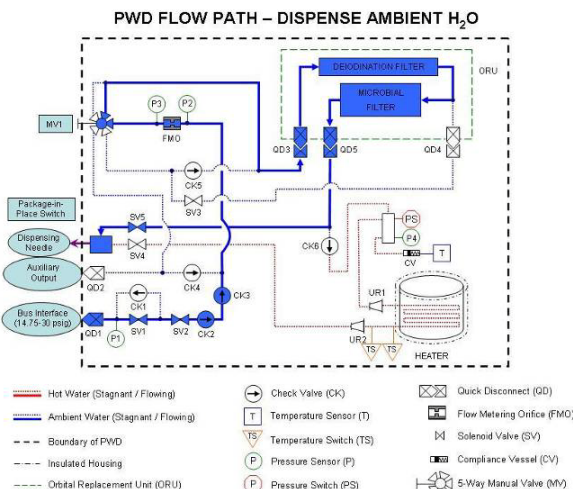 PWD FLOW PATH – DISPENSE AMBIENT H₂O
DEIODINATION FILTER
ORU
MICROBIAL
FILTER
P3
P2
MV1
FMO
QD3
QD5
QD4
CK5
SV3
Package-in-
Place Switch
SV5
Dispensing
Needle
SV4
CK6
PS
P4
CV
T
Auxiliary
Output
QD2
CK4
CK3
UR1
Bus Interface
(14.75-30 psig)
CK1
QD1
P1
SV1
SV2
CK2
UR2
TS
TS
HEATER
Hot Water (Stagnant / Flowing)
Ambient Water (Stagnant / Flowing)
Boundary of PWD
Insulated Housing
Orbital Replacement Unit (ORU)
Check Valve (CK)
T
Temperature Sensor (T)
TS
Temperature Switch (TS)
P
Pressure Sensor (P)
P
Pressure Switch (PS)
Quick Disconnect (QD)
Flow Metering Orifice (FMO)
Solenoid Valve (SV)
Compliance Vessel (CV)
5-Way Manual Valve (MV)